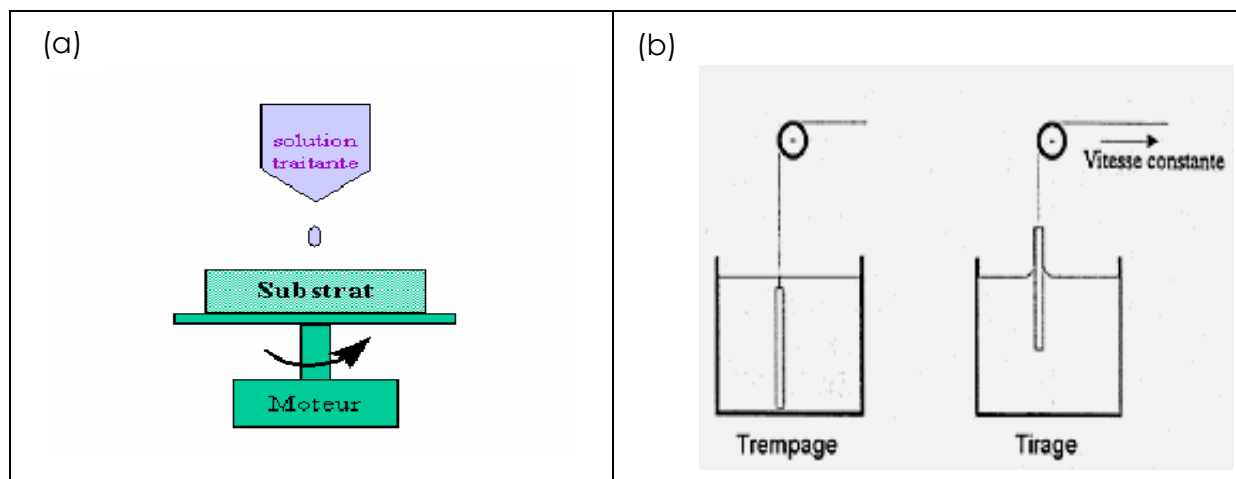 (a)
solution
traitante
Substrat
Moteur
(b)
Vitesse constante
Trempage
Tirage